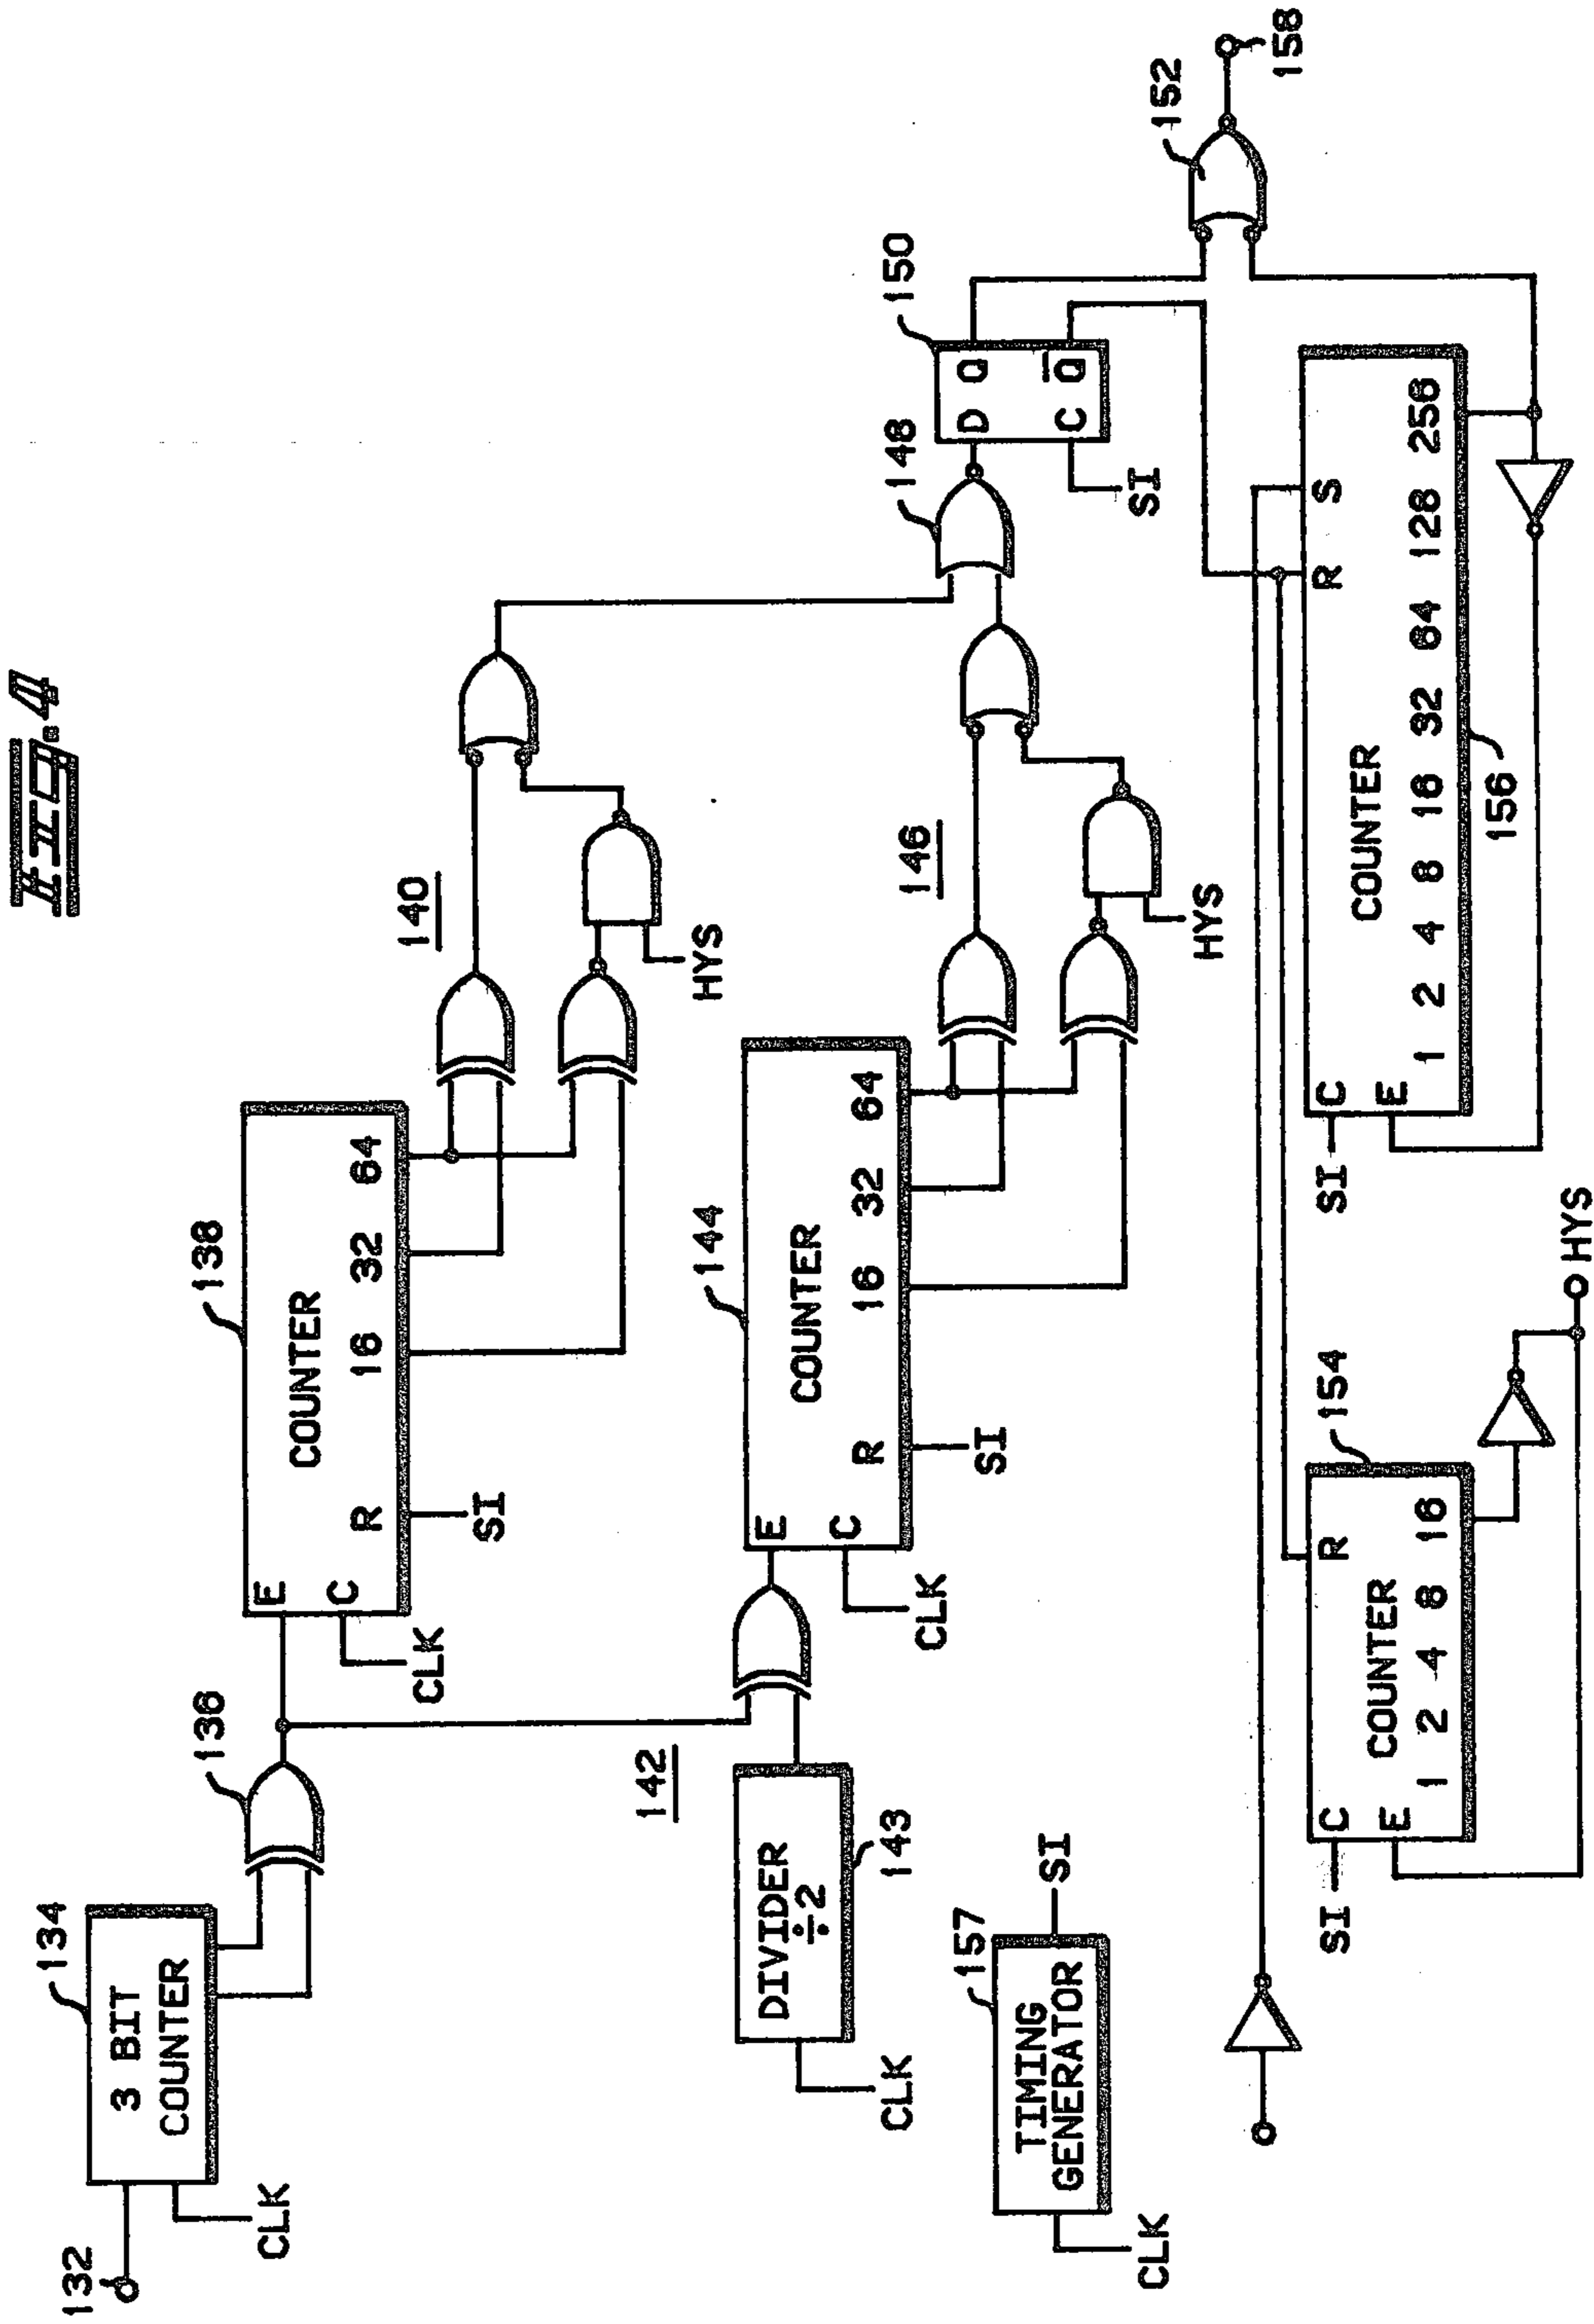 Fig. 4
132
134
3 BIT
COUNTER
CLK
136
138
COUNTER
E
C
CLK
R
SI
16 32 64
140
HYS
142
DIVIDER
÷2
143
CLK
144
COUNTER
E
C
CLK
R
SI
16 32 64
146
HYS
148
150
D Q
C Q̅
SI
152
158
157
TIMING
GENERATOR
CLK
SI
154
COUNTER
SI
C
E
R
1 2 4 8 16
HYS
156
COUNTER
SI
C
E
R S
1 2 4 8 16 32 64 128 256